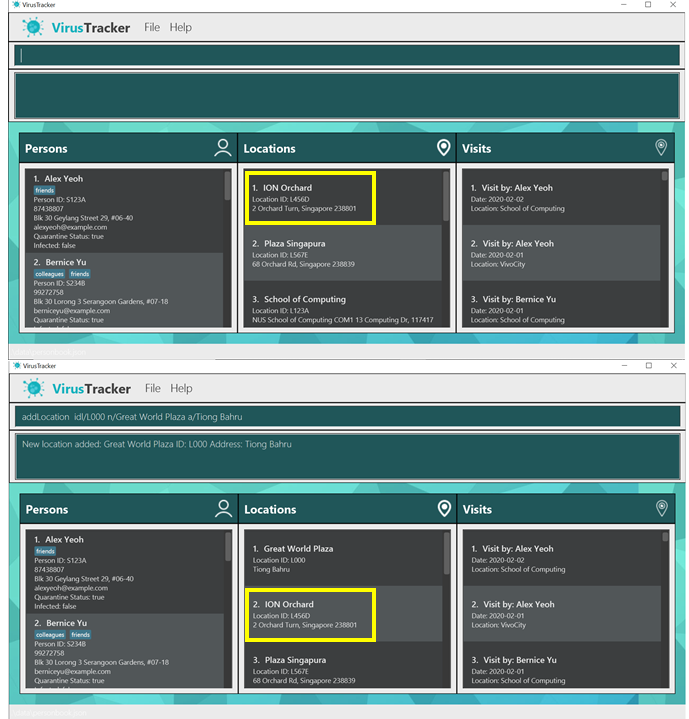 VirusTracker
VirusTracker File Help
Persons
1. Alex Yeoh
friends
Person ID: S123A
87438807
Blk 30 Geylang Street 29, #06-40
alexyeoh@example.com
Quarantine Status: true
Infected: false
2. Bernice Yu
colleagues friends
Person ID: S234B
99272758
Blk 30 Lorong 3 Serangoon Gardens, #07-18
berniceyu@example.com
Quarantine Status: true
Locations
1. ION Orchard
Location ID: L456D
2 Orchard Turn, Singapore 238801
2. Plaza Singapura
Location ID: L567E
68 Orchard Rd, Singapore 238839
3. School of Computing
Location ID: L123A
NUS School of Computing COM1 13 Computing Dr, 117417
Visits
1. Visit by: Alex Yeoh
Date: 2020-02-02
Location: School of Computing
2. Visit by: Alex Yeoh
Date: 2020-02-01
Location: VivoCity
3. Visit by: Bernice Yu
Date: 2020-02-01
Location: School of Computing
VirusTracker
VirusTracker File Help
addLocation idl/L000 n/Great World Plaza a/Tiong Bahru
New location added: Great World Plaza ID: L000 Address: Tiong Bahru
Persons
1. Alex Yeoh
friends
Person ID: S123A
87438807
Blk 30 Geylang Street 29, #06-40
alexyeoh@example.com
Quarantine Status: true
Infected: false
2. Bernice Yu
colleagues friends
Person ID: S234B
99272758
Blk 30 Lorong 3 Serangoon Gardens, #07-18
berniceyu@example.com
Quarantine Status: true
Locations
1. Great World Plaza
Location ID: L000
Tiong Bahru
2. ION Orchard
Location ID: L456D
2 Orchard Turn, Singapore 238801
3. Plaza Singapura
Location ID: L567E
68 Orchard Rd, Singapore 238839
Visits
1. Visit by: Alex Yeoh
Date: 2020-02-02
Location: School of Computing
2. Visit by: Alex Yeoh
Date: 2020-02-01
Location: VivoCity
3. Visit by: Bernice Yu
Date: 2020-02-01
Location: School of Computing